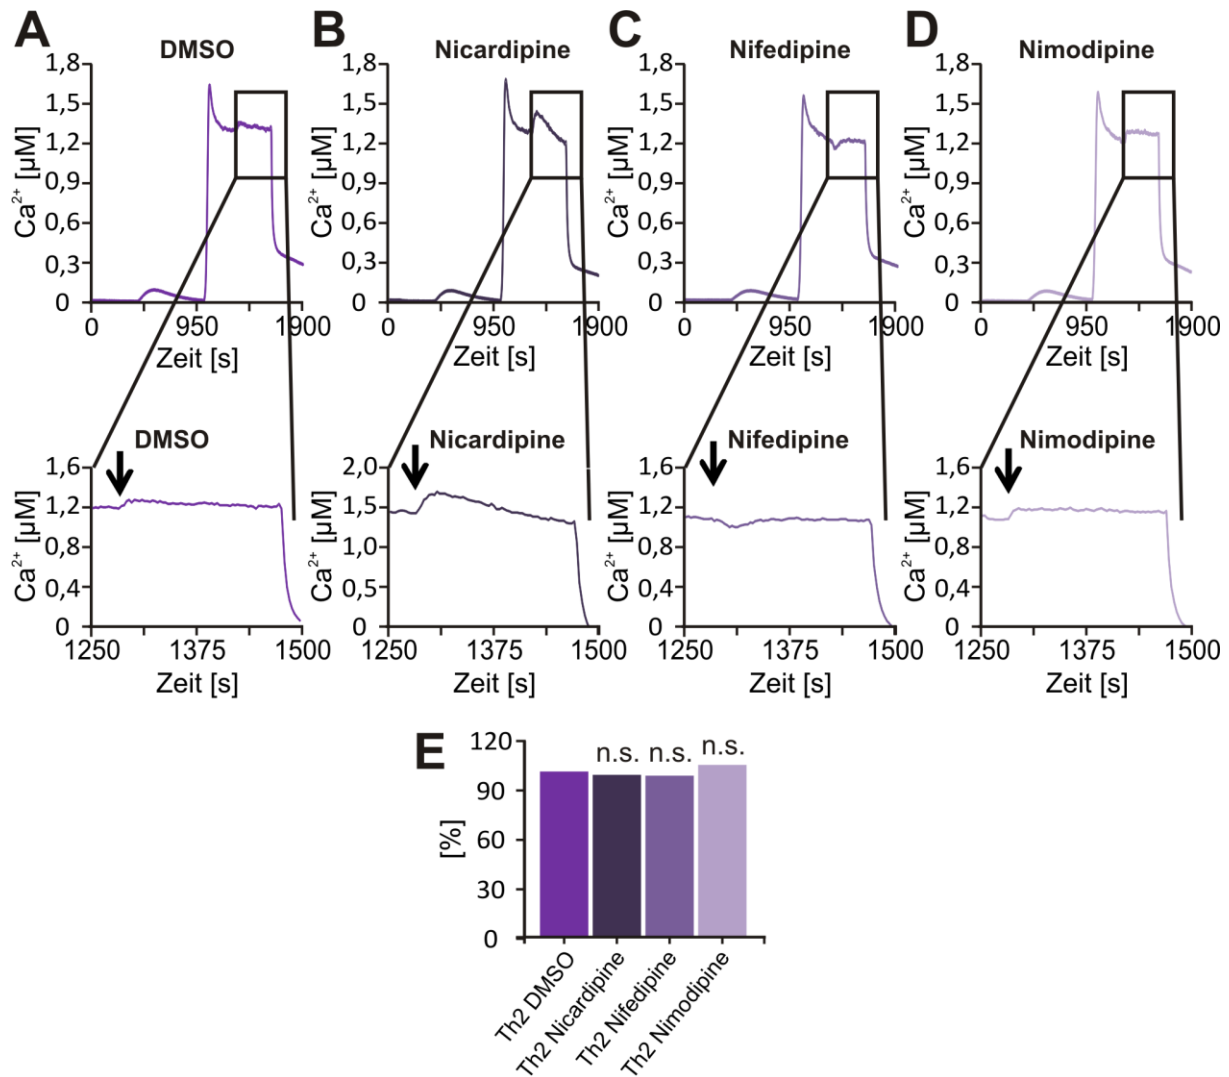 A
DMSO
1,8
1,5
1,2
0,9
0,6
0,3
0
Ca²⁺ [µM]
0 950 1900
Zeit [s]
B
Nicardipine
1,8
1,5
1,2
0,9
0,6
0,3
0
Ca²⁺ [µM]
0 950 1900
Zeit [s]
C
Nifedipine
1,8
1,5
1,2
0,9
0,6
0,3
0
Ca²⁺ [µM]
0 950 1900
Zeit [s]
D
Nimodipine
1,8
1,5
1,2
0,9
0,6
0,3
0
Ca²⁺ [µM]
0 950 1900
Zeit [s]
DMSO
1,6
1,2
0,8
0,4
0
Ca²⁺ [µM]
1250 1375 1500
Zeit [s]
Nicardipine
2,0
1,5
1,0
0,5
0
Ca²⁺ [µM]
1250 1375 1500
Zeit [s]
Nifedipine
1,6
1,2
0,8
0,4
0
Ca²⁺ [µM]
1250 1375 1500
Zeit [s]
Nimodipine
1,6
1,2
0,8
0,4
0
Ca²⁺ [µM]
1250 1375 1500
Zeit [s]
E
120
90
60
30
0
[%]
n.s. n.s. n.s.
Th2 DMSO
Th2 Nicardipine
Th2 Nifedipine
Th2 Nimodipine